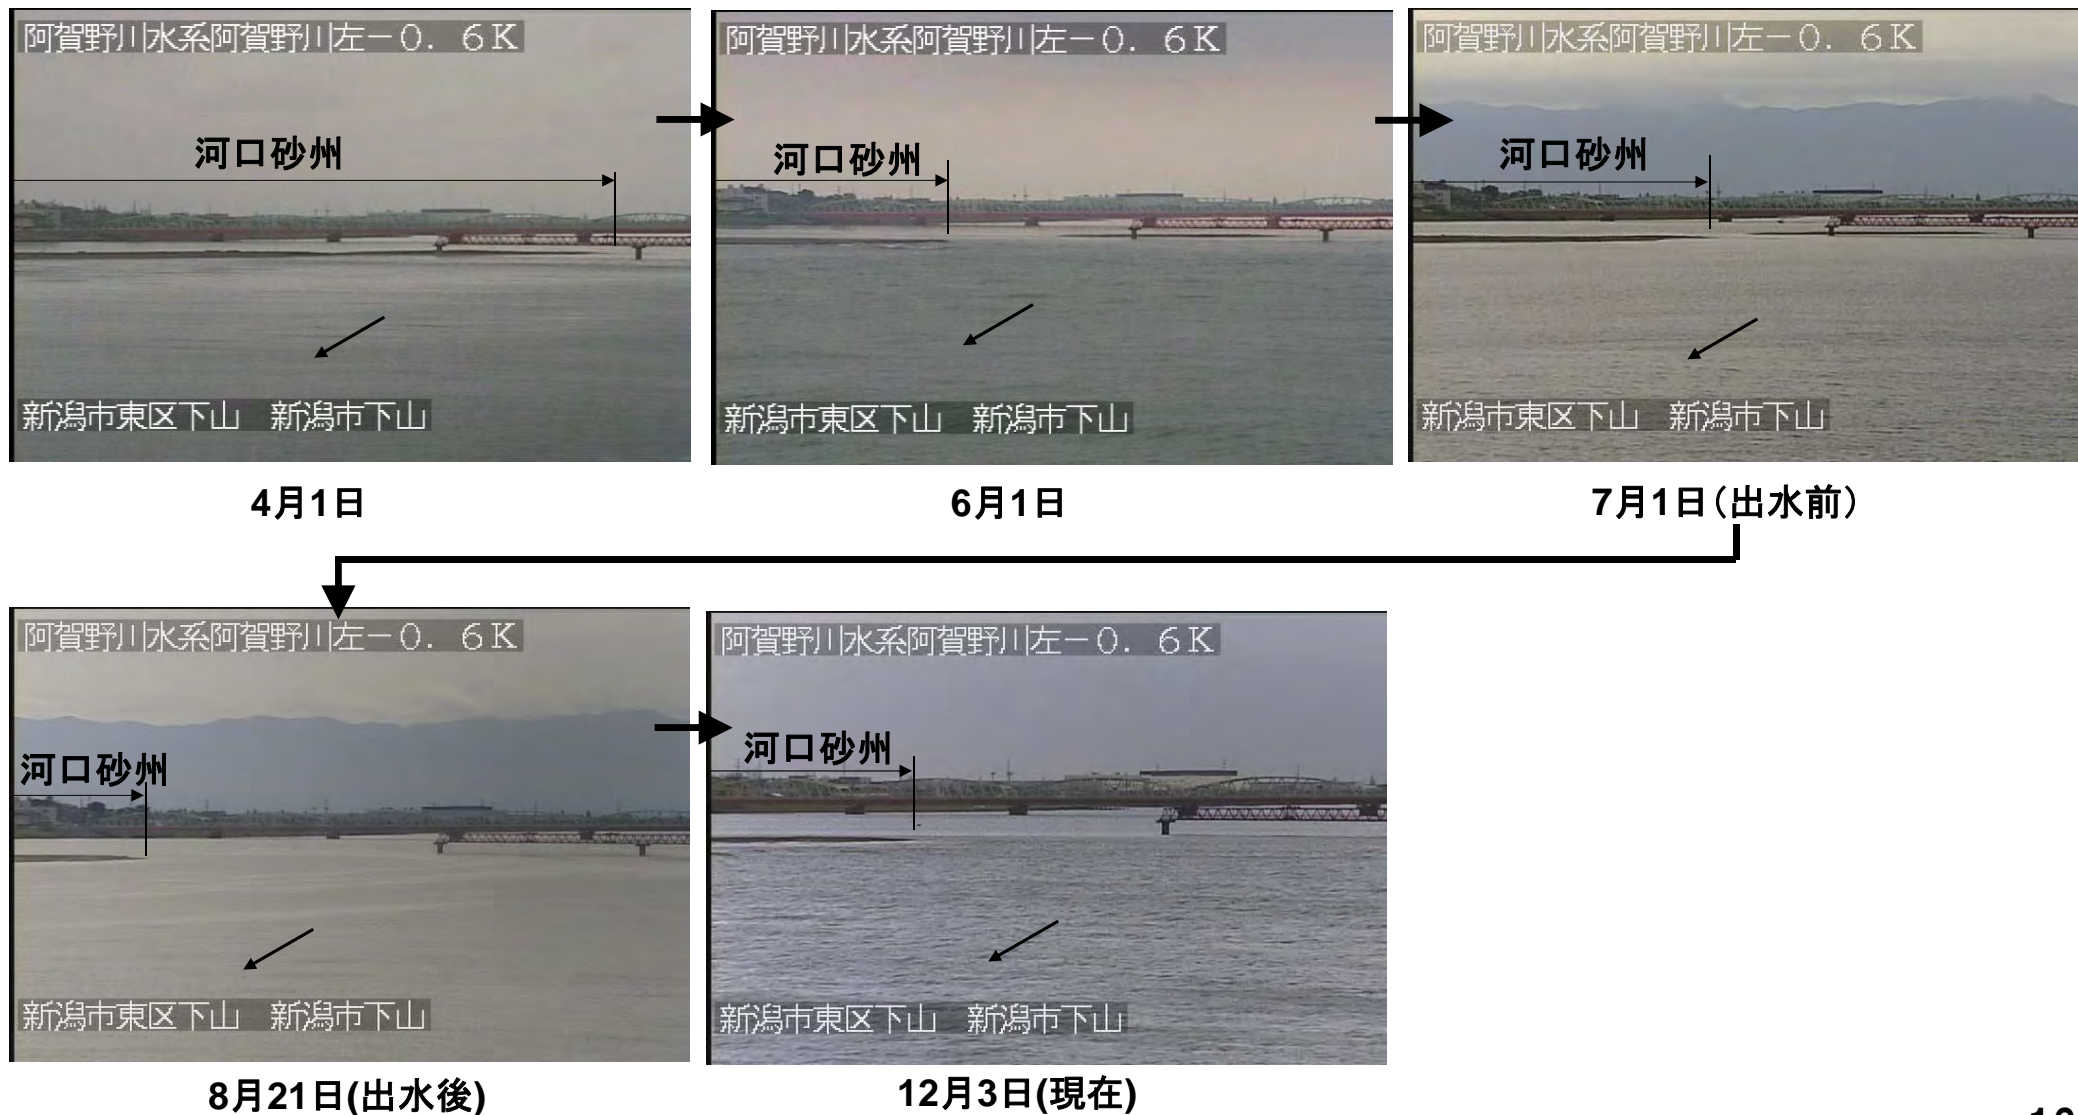 阿賀野川水系阿賀野川左－０．６Ｋ
河口砂州
新潟市東区下山　新潟市下山
4月1日
阿賀野川水系阿賀野川左－０．６Ｋ
河口砂州
新潟市東区下山　新潟市下山
6月1日
阿賀野川水系阿賀野川左－０．６Ｋ
河口砂州
新潟市東区下山　新潟市下山
7月1日（出水前）
阿賀野川水系阿賀野川左－０．６Ｋ
河口砂州
新潟市東区下山　新潟市下山
8月21日(出水後)
阿賀野川水系阿賀野川左－０．６Ｋ
河口砂州
新潟市東区下山　新潟市下山
12月3日(現在)